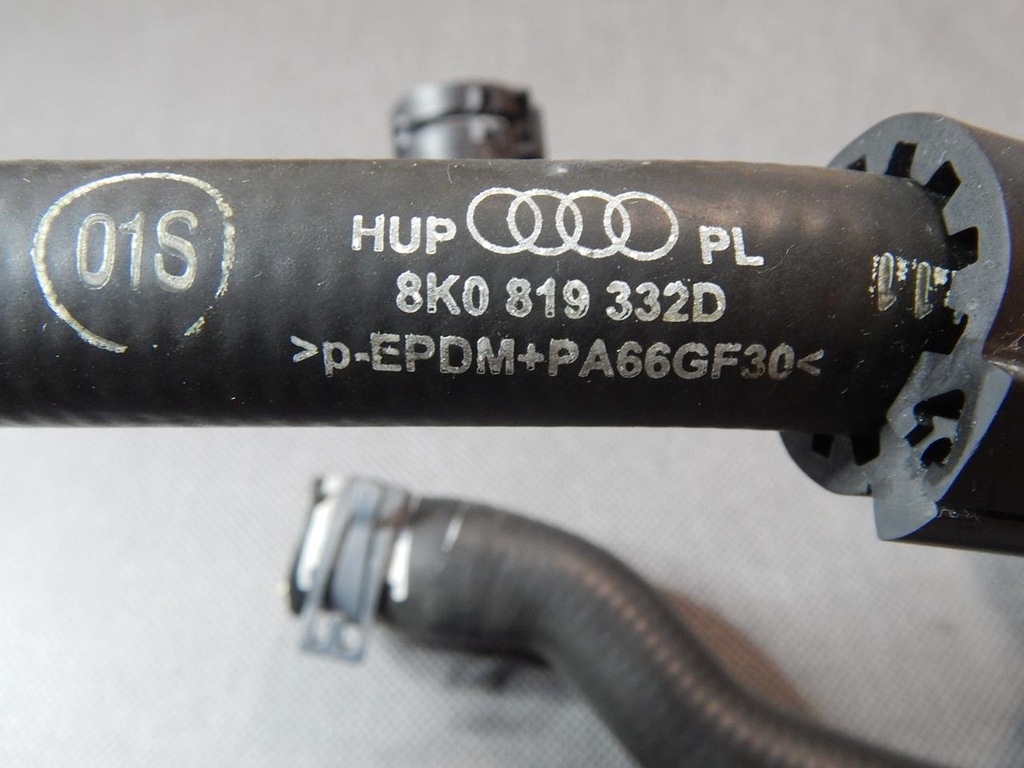 01S
HUP PL
8K0 819 332D
>p-EPDM+PA66GF30<